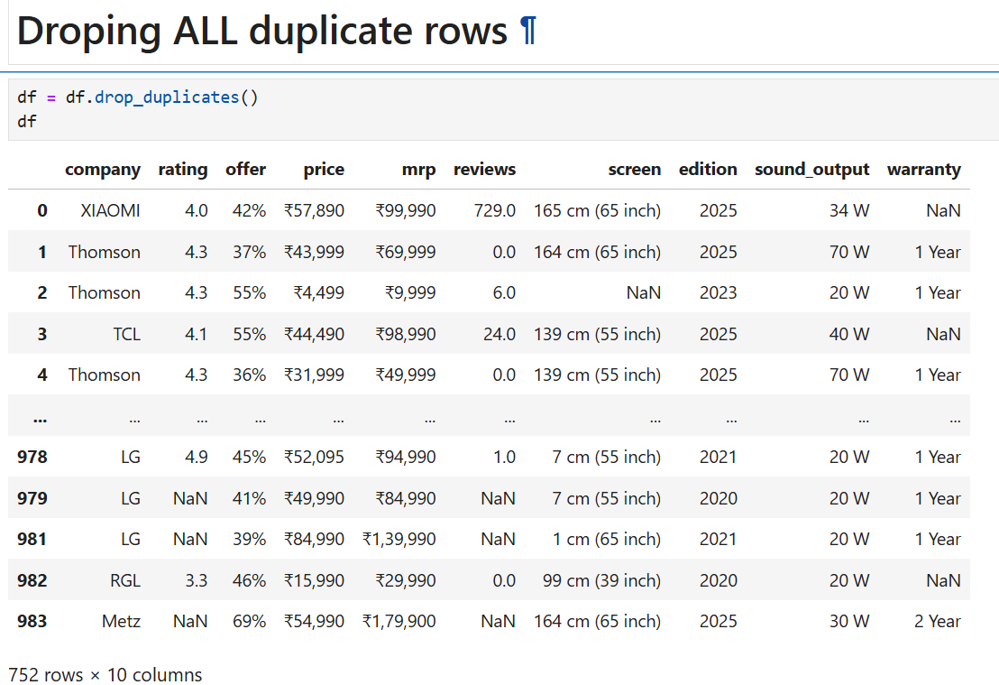 Droping ALL duplicate rows ¶
df = df.drop_duplicates()
df
company rating offer price mrp reviews screen edition sound_output warranty
0 XIAOMI 4.0 42% ₹57,890 ₹99,990 729.0 165 cm (65 inch) 2025 34 W NaN
1 Thomson 4.3 37% ₹43,999 ₹69,999 0.0 164 cm (65 inch) 2025 70 W 1 Year
2 Thomson 4.3 55% ₹4,499 ₹9,999 6.0 NaN 2023 20 W 1 Year
3 TCL 4.1 55% ₹44,490 ₹98,990 24.0 139 cm (55 inch) 2025 40 W NaN
4 Thomson 4.3 36% ₹31,999 ₹49,999 0.0 139 cm (55 inch) 2025 70 W 1 Year
... ... ... ... ... ... ... ... ... ... ...
978 LG 4.9 45% ₹52,095 ₹94,990 1.0 7 cm (55 inch) 2021 20 W 1 Year
979 LG NaN 41% ₹49,990 ₹84,990 NaN 7 cm (55 inch) 2020 20 W 1 Year
981 LG NaN 39% ₹84,990 ₹1,39,990 NaN 1 cm (65 inch) 2021 20 W 1 Year
982 RGL 3.3 46% ₹15,990 ₹29,990 0.0 99 cm (39 inch) 2020 20 W NaN
983 Metz NaN 69% ₹54,990 ₹1,79,900 NaN 164 cm (65 inch) 2025 30 W 2 Year
752 rows × 10 columns